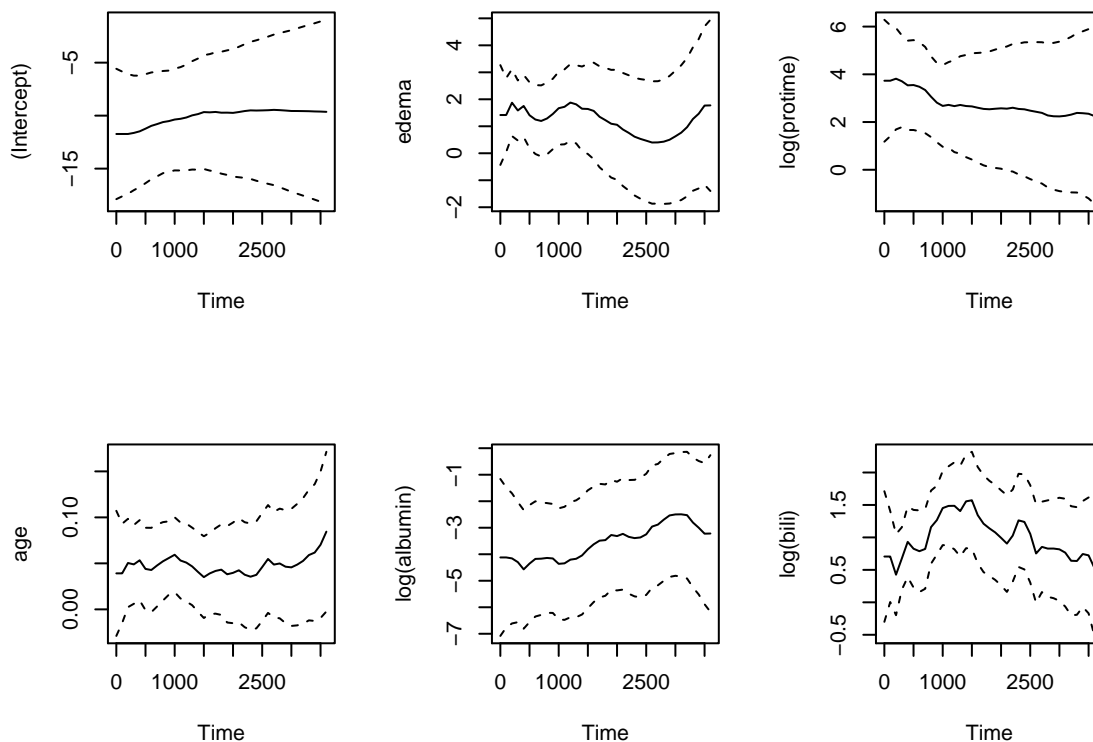 (Intercept)
-5
-15
0 1000 2500
Time
edema
4
2
0
-2
0 1000 2500
Time
log(protime)
6
4
2
0
0 1000 2500
Time
age
0.10
0.00
0 1000 2500
Time
log(albumin)
-1
-3
-5
-7
0 1000 2500
Time
log(bili)
1.5
0.5
-0.5
0 1000 2500
Time